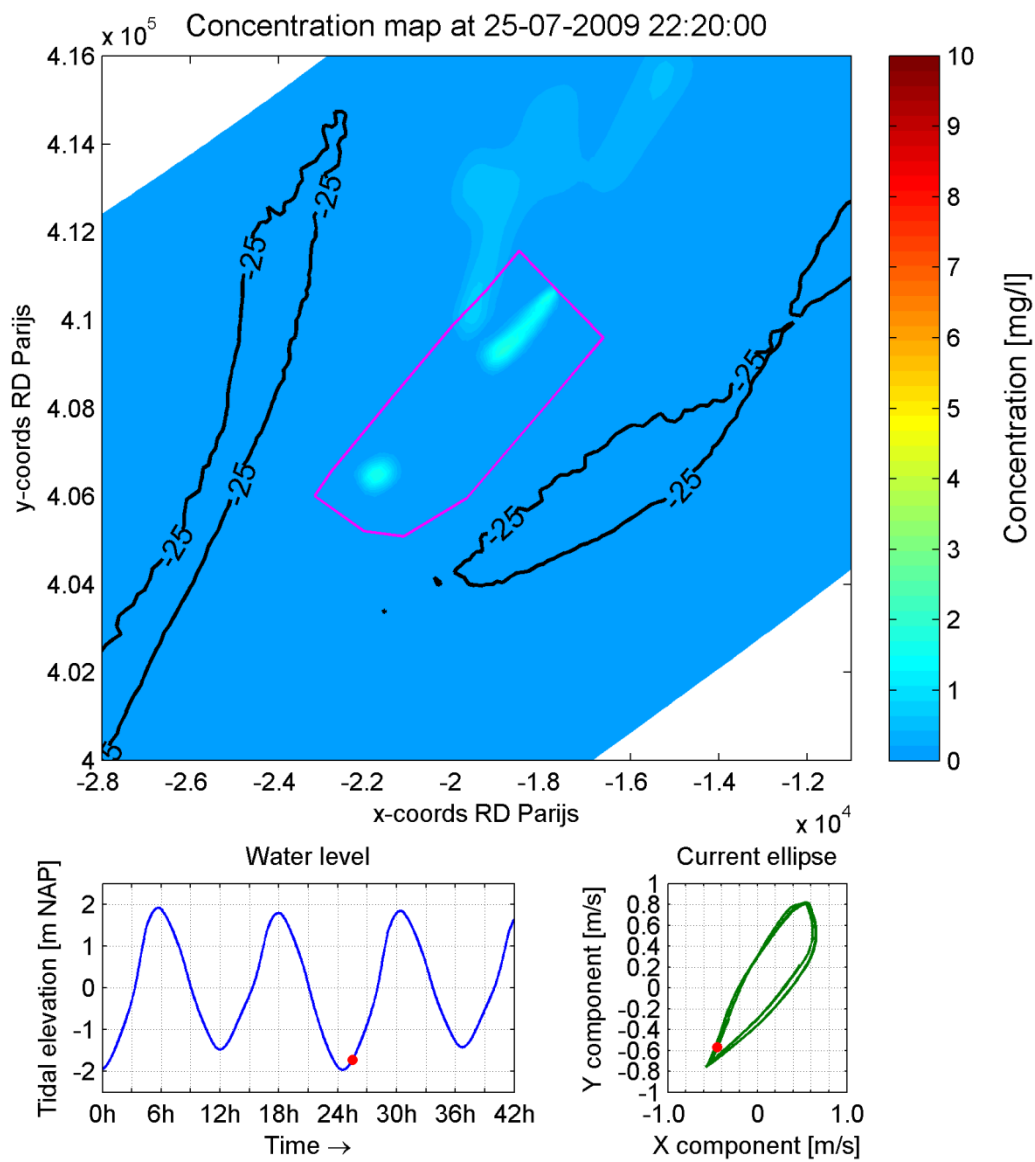 x 10⁵
Concentration map at 25-07-2009 22:20:00
4.16
4.14
4.12
4.1
4.08
4.06
4.04
4.02
4
y-coords RD Parijs
-2.8
-2.6
-2.4
-2.2
-2
-1.8
-1.6
-1.4
-1.2
x-coords RD Parijs
x 10⁴
-25
-25
-25
-25
-25
-25
-25
-25
5
10
9
8
7
6
5
4
3
2
1
0
Concentration [mg/l]
Water level
Tidal elevation [m NAP]
2
1
0
-1
-2
0h
6h
12h
18h
24h
30h
36h
42h
Time →
Current ellipse
Y component [m/s]
1
0.8
0.6
0.4
0.2
0
-0.2
-0.4
-0.6
-0.8
-1
-1.0
0
1.0
X component [m/s]